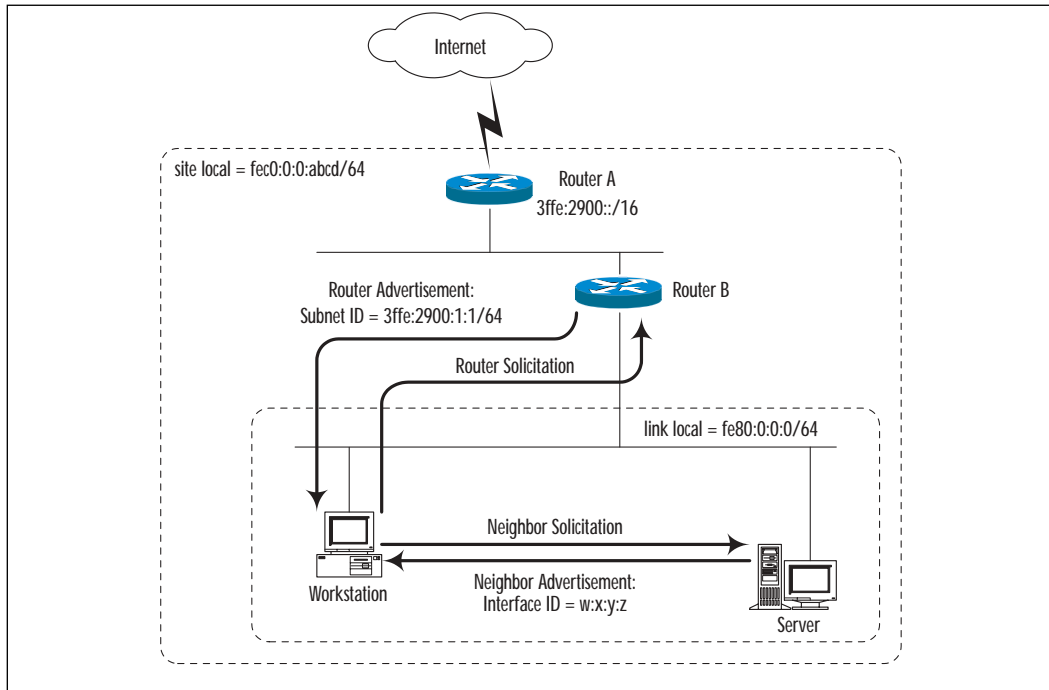 Internet
site local = fec0:0:0:abcd/64
Router A
3ffe:2900::/16
Router Advertisement:
Subnet ID = 3ffe:2900:1:1/64
Router B
Router Solicitation
link local = fe80:0:0:0/64
Neighbor Solicitation
Workstation
Neighbor Advertisement:
Interface ID = w:x:y:z
Server